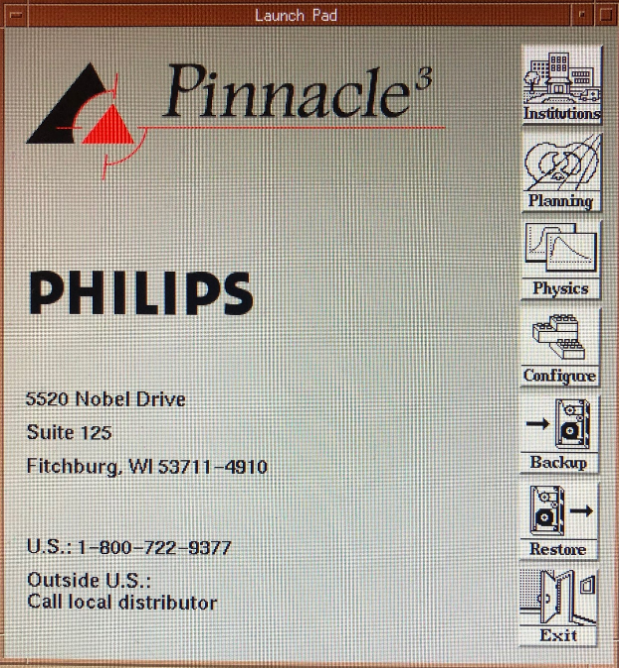 Launch Pad
Pinnacle³
PHILIPS
5520 Nobel Drive
Suite 125
Fitchburg, WI 53711-4910
U.S.: 1-800-722-9377
Outside U.S.:
Call local distributor
Institutions
Planning
Physics
Configure
Backup
Restore
Exit